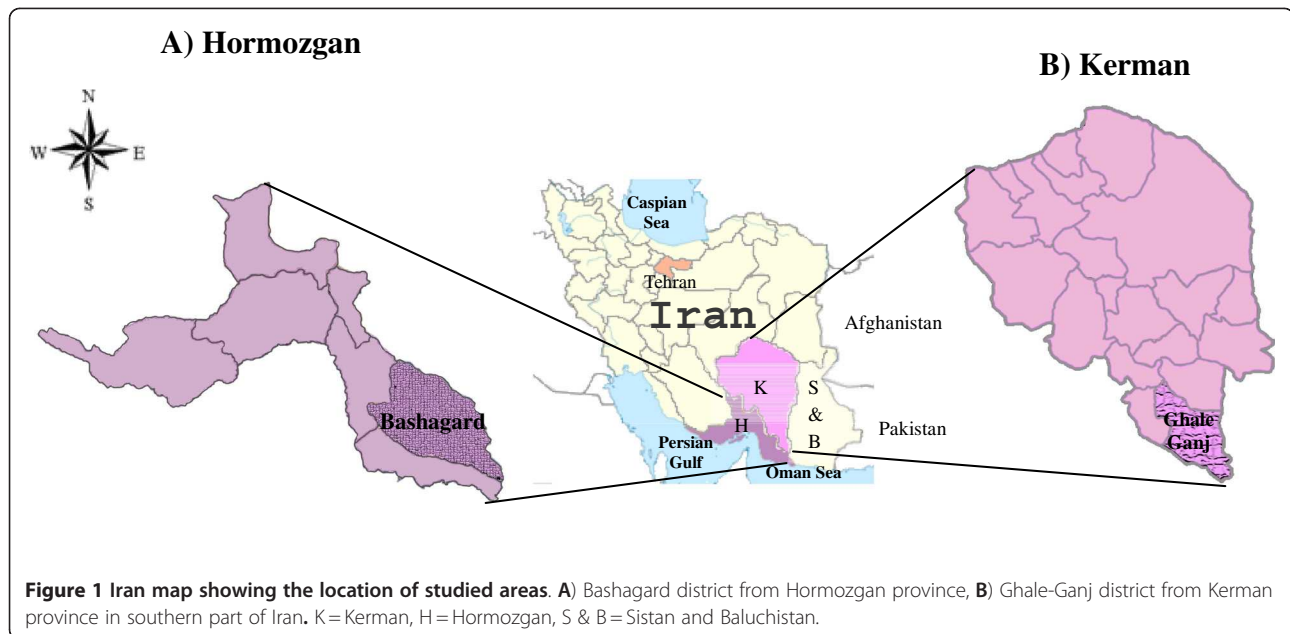 A) Hormozgan
B) Kerman
N
W
E
S
Caspian
Sea
Tehran
Iran
Afghanistan
K
S
&
B
H
Pakistan
Persian
Gulf
Oman Sea
Bashagard
Ghale
Ganj
Figure 1 Iran map showing the location of studied areas. A) Bashagard district from Hormozgan province, B) Ghale-Ganj district from Kerman
province in southern part of Iran. K = Kerman, H = Hormozgan, S & B = Sistan and Baluchistan.